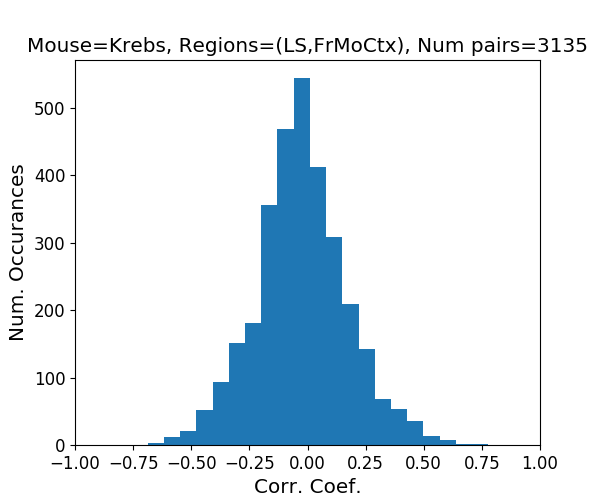 Mouse=Krebs, Regions=(LS,FrMoCtx), Num pairs=3135
Num. Occurances
500
400
300
200
100
0
−1.00 −0.75 −0.50 −0.25 0.00 0.25 0.50 0.75 1.00
Corr. Coef.